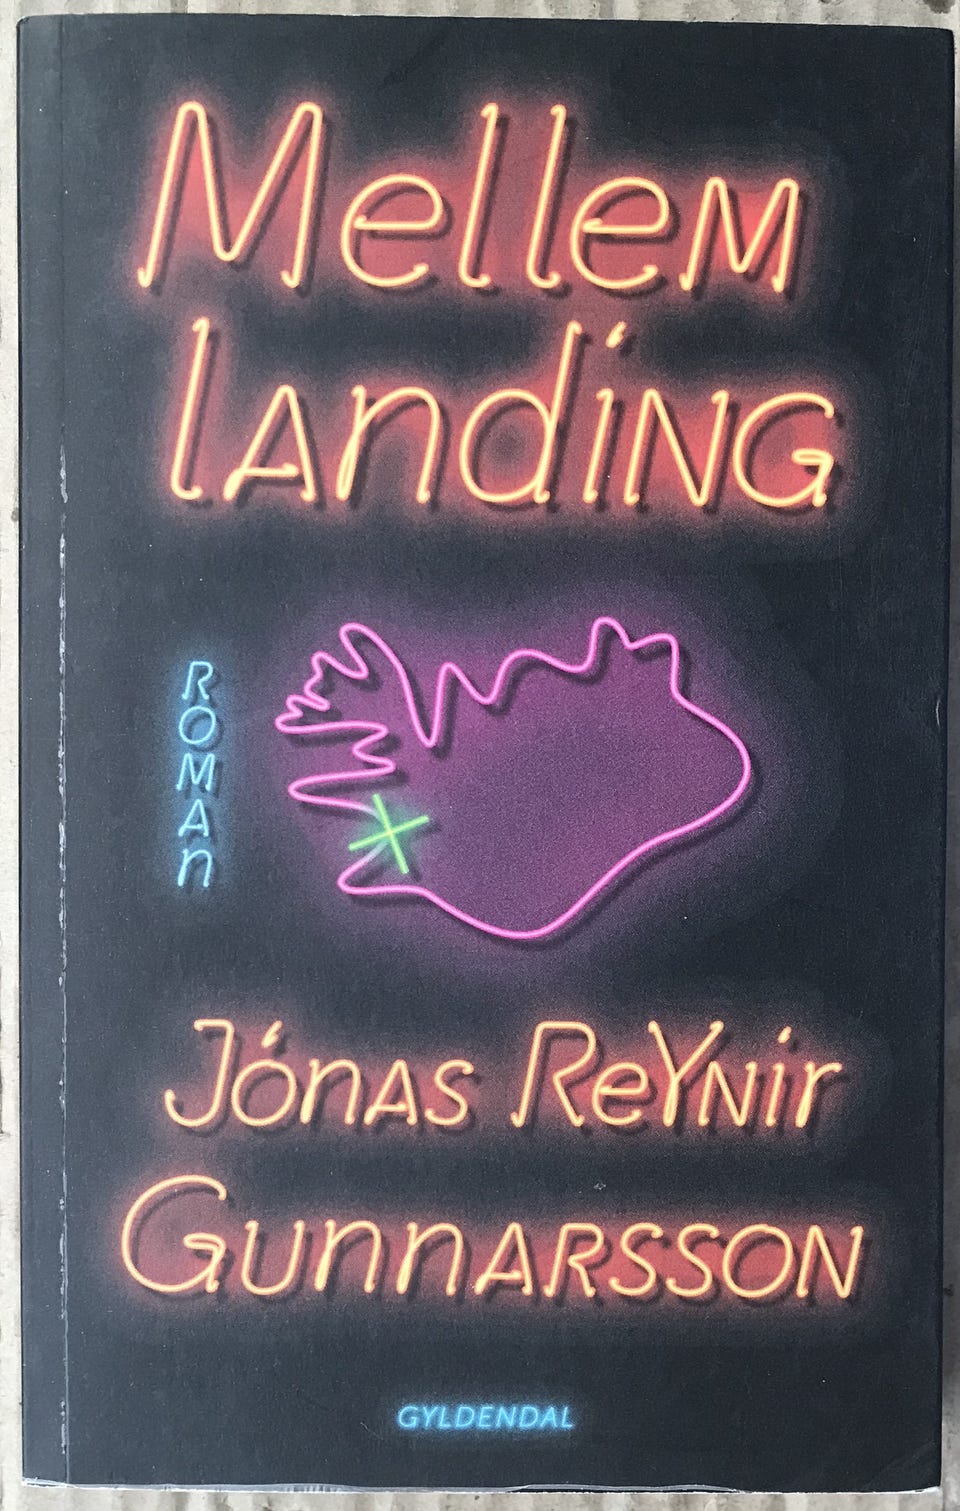 Mellem
landing
ROMAn
Jónas Reynir
Gunnarsson
GYLDENDAL